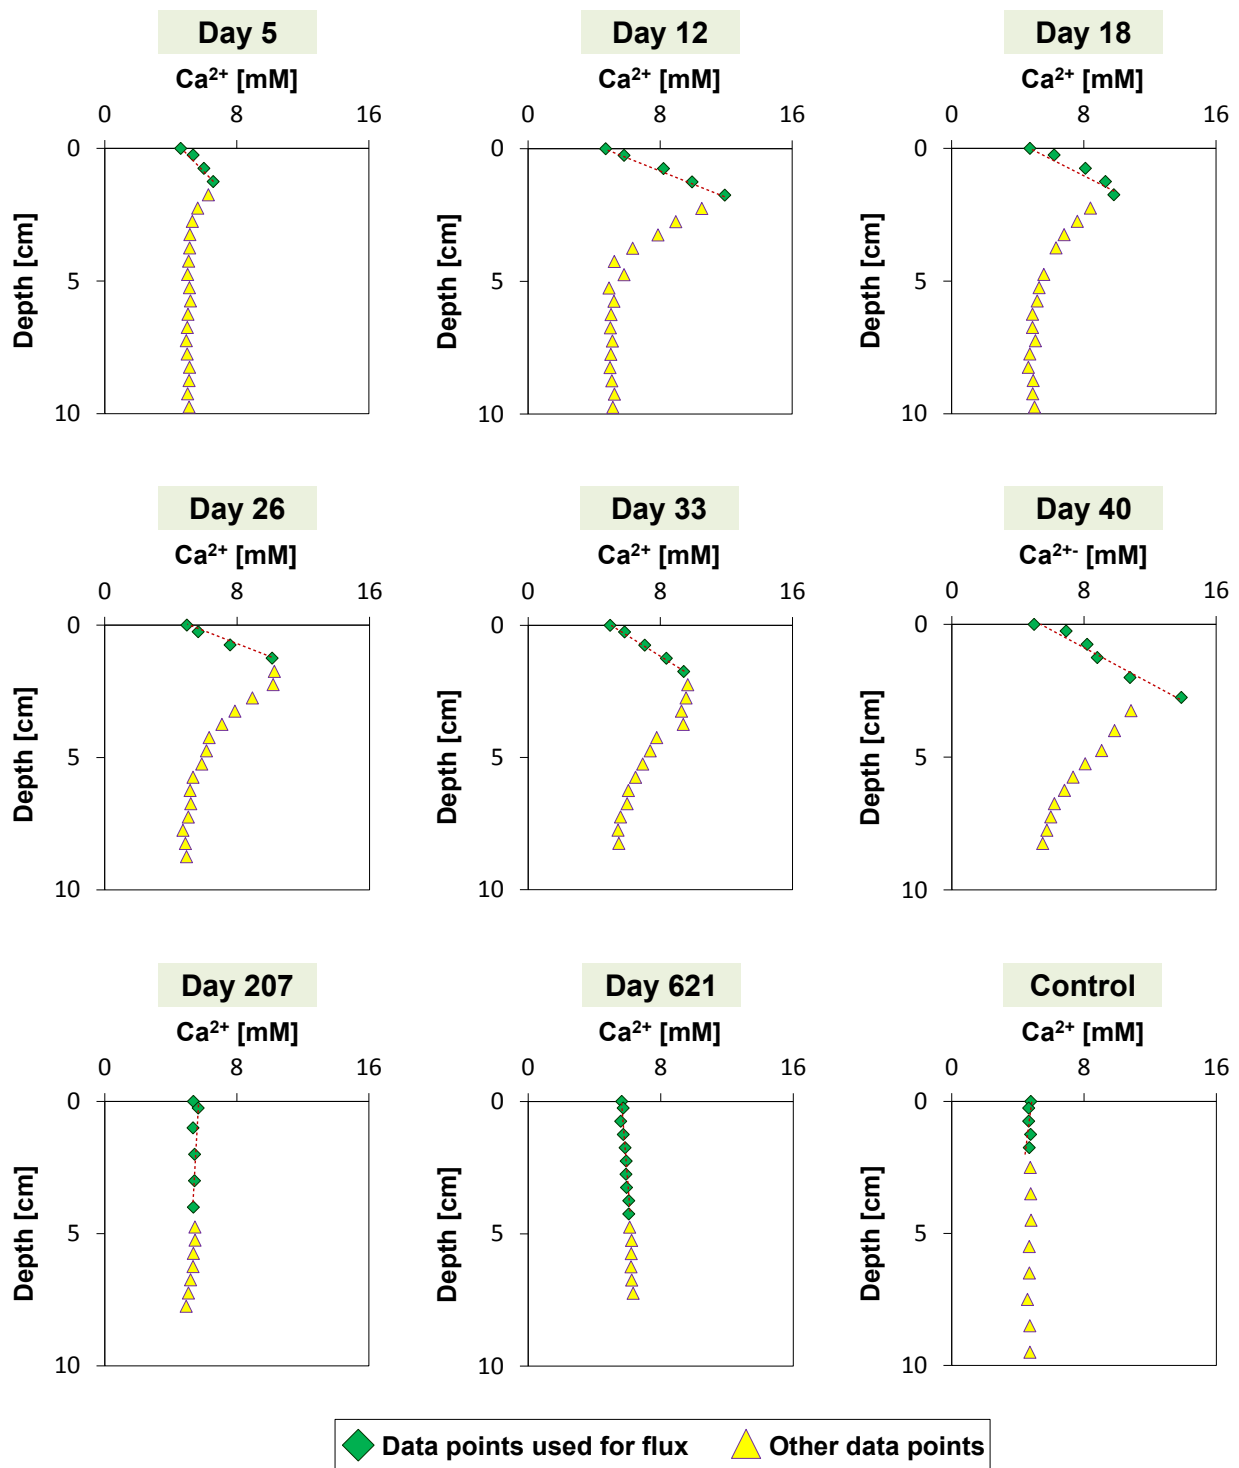 Day 5
Ca²⁺ [mM]
0 8 16
0
5
10
Depth [cm]
Day 12
Ca²⁺ [mM]
0 8 16
0
5
10
Depth [cm]
Day 18
Ca²⁺ [mM]
0 8 16
0
5
10
Depth [cm]
Day 26
Ca²⁺ [mM]
0 8 16
0
5
10
Depth [cm]
Day 33
Ca²⁺ [mM]
0 8 16
0
5
10
Depth [cm]
Day 40
Ca²⁺⁻ [mM]
0 8 16
0
5
10
Depth [cm]
Day 207
Ca²⁺ [mM]
0 8 16
0
5
10
Depth [cm]
Day 621
Ca²⁺ [mM]
0 8 16
0
5
10
Depth [cm]
Control
Ca²⁺ [mM]
0 8 16
0
5
10
Depth [cm]
Data points used for flux
Other data points